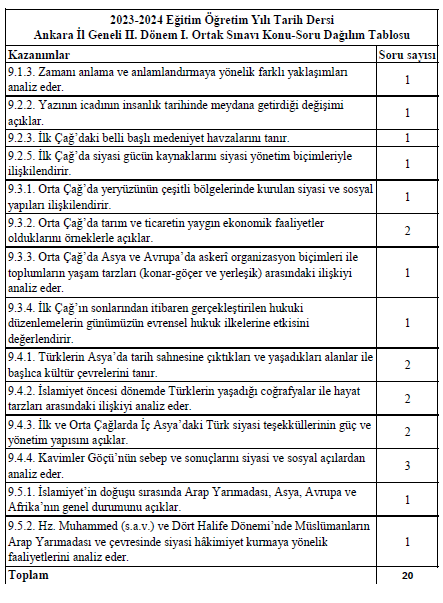 2023-2024 Eğitim Öğretim Yılı Tarih Dersi
Ankara İl Geneli II. Dönem I. Ortak Sınavı Konu-Soru Dağılım Tablosu
Kazanımlar Soru sayısı
9.1.3. Zamanı anlama ve anlamlandırmaya yönelik farklı yaklaşımları
analiz eder. 1
9.2.2. Yazının icadının insanlık tarihinde meydana getirdiği değişimi
açıklar. 1
9.2.3. İlk Çağ’daki belli başlı medeniyet havzalarını tanır. 1
9.2.5. İlk Çağ’da siyasi gücün kaynaklarını siyasi yönetim biçimleriyle
ilişkilendirir. 1
9.3.1. Orta Çağ’da yeryüzünün çeşitli bölgelerinde kurulan siyasi ve sosyal
yapıları ilişkilendirir. 1
9.3.2. Orta Çağ’da tarım ve ticaretin yaygın ekonomik faaliyetler
olduklarını örneklerle açıklar. 2
9.3.3. Orta Çağ’da Asya ve Avrupa’da askerî organizasyon biçimleri ile
toplumların yaşam tarzları (konar-göçer ve yerleşik) arasındaki ilişkiyi 1
analiz eder.
9.3.4. İlk Çağ’ın sonlarından itibaren gerçekleştirilen hukuki
düzenlemelerin günümüzün evrensel hukuk ilkelerine etkisini 1
değerlendirir.
9.4.1. Türklerin Asya’da tarih sahnesine çıktıkları ve yaşadıkları alanlar ile
başlıca kültür çevrelerini tanır. 2
9.4.2. İslamiyet öncesi dönemde Türklerin yaşadığı coğrafyalar ile hayat
tarzları arasındaki ilişkiyi analiz eder. 2
9.4.3. İlk ve Orta Çağlarda İç Asya’daki Türk siyasi teşekküllerinin güç ve
yönetim yapısını açıklar. 2
9.4.4. Kavimler Göçü’nün sebep ve sonuçlarını siyasi ve sosyal açılardan
analiz eder. 3
9.5.1. İslamiyet’in doğuşu sırasında Arap Yarımadası, Asya, Avrupa ve
Afrika’nın genel durumunu açıklar. 1
9.5.2. Hz. Muhammed (s.a.v.) ve Dört Halife Dönemi’nde Müslümanların
Arap Yarımadası ve çevresinde siyasi hâkimiyet kurmaya yönelik 1
faaliyetlerini analiz eder.
Toplam 20